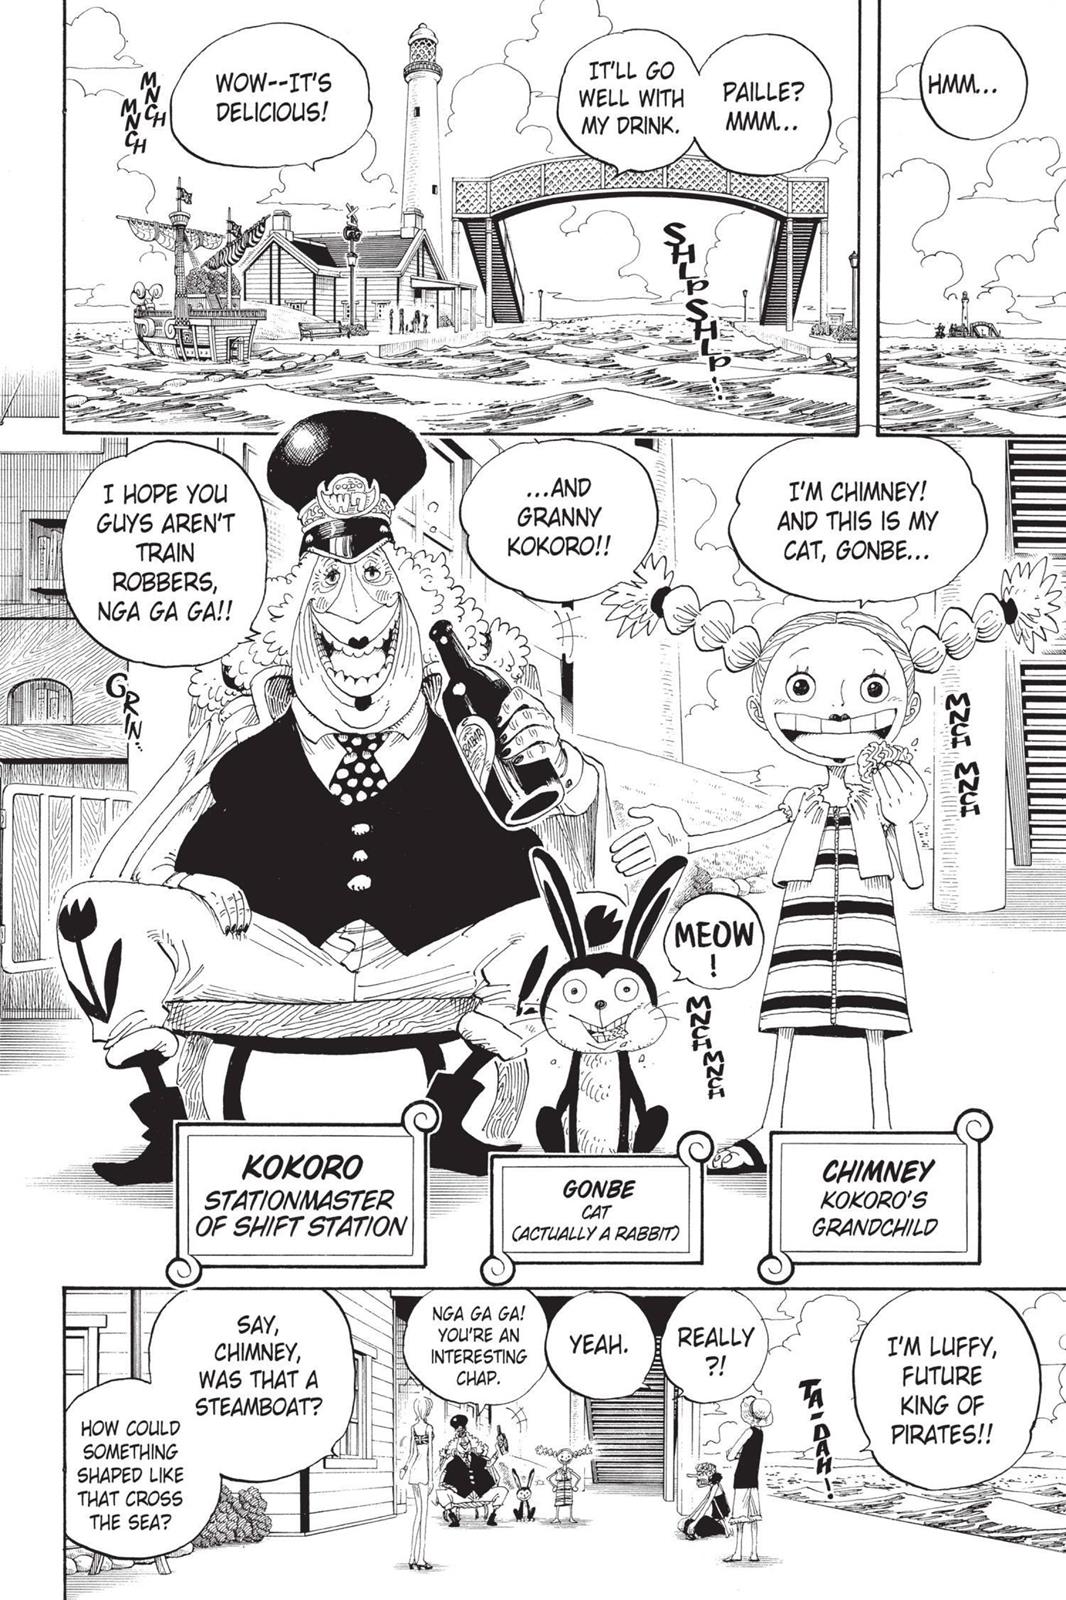 HMM...
PAILLE?
MMM...
IT'LL GO
WELL WITH
MY DRINK.
SHLP SHLP...
WOW--IT'S
DELICIOUS!
MNCH
MNCH
I'M CHIMNEY!
AND THIS IS MY
CAT, GONBE...
MNCH MNCH
...AND
GRANNY
KOKORO!!
MEOW
!
MNCH MNCH
I HOPE YOU
GUYS AREN'T
TRAIN
ROBBERS,
NGA GA GA!!
GRIN...
CHIMNEY
KOKORO'S
GRANDCHILD
GONBE
CAT
(ACTUALLY A RABBIT)
KOKORO
STATIONMASTER
OF SHIFT STATION
I'M LUFFY,
FUTURE
KING OF
PIRATES!!
TA-DAH!
REALLY
?!
YEAH.
NGA GA GA!
YOU'RE AN
INTERESTING
CHAP.
SAY,
CHIMNEY,
WAS THAT A
STEAMBOAT?
HOW COULD
SOMETHING
SHAPED LIKE
THAT CROSS
THE SEA?